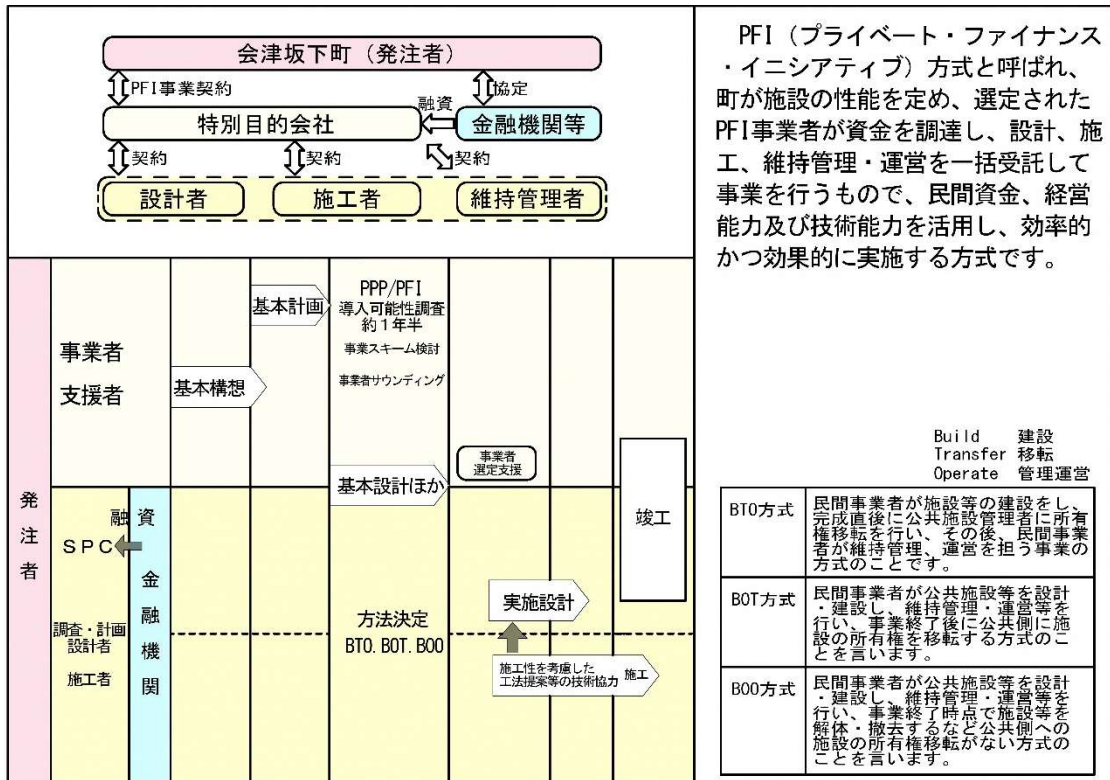 会津坂下町(発注者)
PFI事業契約
協定
特別目的会社
融資
金融機関等
契約
契約
契約
設計者
施工者
維持管理者
PFI(プライベート・ファイナンス
・イニシアティブ)方式と呼ばれ、
町が施設の性能を定め、選定された
PFI事業者が資金を調達し、設計、施
工、維持管理・運営を一括受託して
事業を行うもので、民間資金、経営
能力及び技術能力を活用し、効率的
かつ効果的に実施する方式です。
発注者
事業者
支援者
基本構想
基本計画
PPP/PFI
導入可能性調査
約1年半
事業スキーム検討
事業者サウンディング
基本設計ほか
事業者
選定支援
竣工
融資
SPC
金融機関
調査・計画
設計者
施工者
方法決定
BTO. BOT. BOO
実施設計
施工性を考慮した
工法提案等の技術協力
施工
Build 建設
Transfer 移転
Operate 管理運営
BTO方式
民間事業者が施設等の建設をし、
完成直後に公共施設管理者に所有
権移転を行い、その後、民間事業
者が維持管理、運営を担う事業の
方式のことです。
BOT方式
民間事業者が公共施設等を設計
・建設し、維持管理・運営等を
行い、事業終了後に公共側に施
設の所有権を移転する方式のこ
とを言います。
BOO方式
民間事業者が公共施設等を設計
・建設し、維持管理・運営等を
行い、事業終了時点で施設等を
解体・撤去するなど公共側への
施設の所有権移転がない方式の
ことを言います。